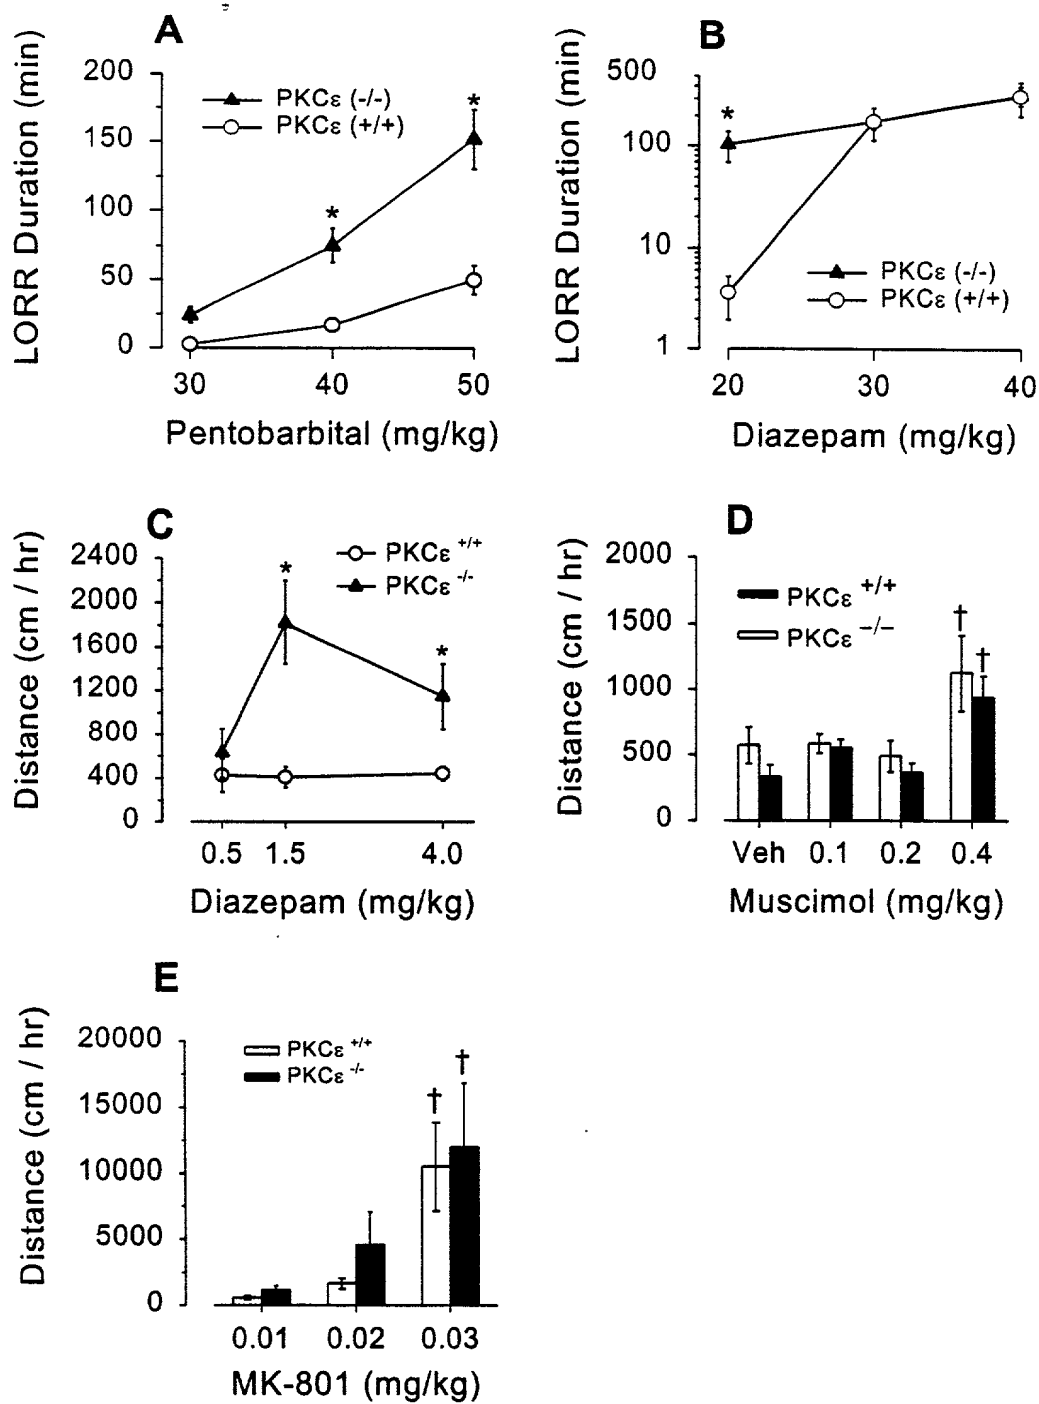 A
LORR Duration (min)
200
150
100
50
0
PKCε (-/-)
PKCε (+/+)
*
*
30 40 50
Pentobarbital (mg/kg)
B
LORR Duration (min)
500
100
10
1
*
PKCε (-/-)
PKCε (+/+)
20 30 40
Diazepam (mg/kg)
C
Distance (cm / hr)
2400
2000
1600
1200
800
400
0
PKCε +/+
PKCε -/-
*
*
0.5 1.5 4.0
Diazepam (mg/kg)
D
Distance (cm / hr)
2000
1500
1000
500
0
PKCε +/+
PKCε −/−
†
†
Veh 0.1 0.2 0.4
Muscimol (mg/kg)
E
Distance (cm / hr)
20000
15000
10000
5000
0
PKCε +/+
PKCε -/-
†
†
0.01 0.02 0.03
MK-801 (mg/kg)